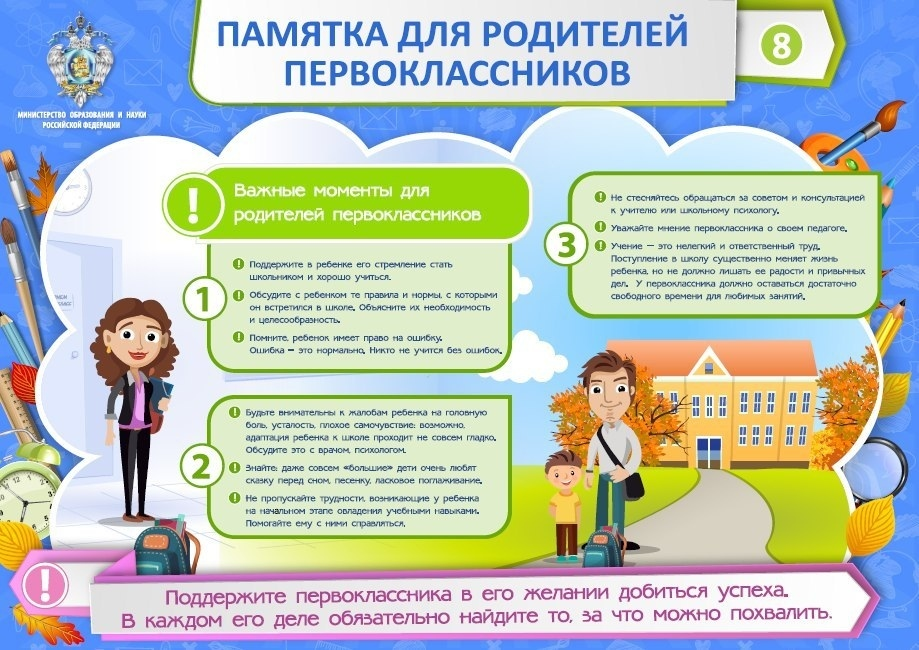 ПАМЯТКА ДЛЯ РОДИТЕЛЕЙ
ПЕРВОКЛАССНИКОВ
8
МИНИСТЕРСТВО ОБРАЗОВАНИЯ И НАУКИ
РОССИЙСКОЙ ФЕДЕРАЦИИ
! Важные моменты для
родителей первоклассников
1
! Поддержите в ребенке его стремление стать
школьником и хорошо учиться.
! Обсудите с ребенком те правила и нормы, с которыми
он встретился в школе. Объясните их необходимость
и целесообразность.
! Помните, ребенок имеет право на ошибку.
Ошибка – это нормально. Никто не учится без ошибок.
2
! Будьте внимательны к жалобам ребенка на головную
боль, усталость, плохое самочувствие: возможно,
адаптация ребенка к школе проходит не совсем гладко.
Обсудите это с врачом, психологом.
! Знайте: даже совсем «большие» дети очень любят
сказку перед сном, песенку, ласковое поглаживание.
! Не пропускайте трудности, возникающие у ребенка
на начальном этапе овладения учебными навыками.
Помогайте ему с ними справляться.
3
! Не стесняйтесь обращаться за советом и консультацией
к учителю или школьному психологу.
! Уважайте мнение первоклассника о своем педагоге.
! Учение – это нелегкий и ответственный труд.
Поступление в школу существенно меняет жизнь
ребенка, но не должно лишать ее радости и привычных
дел. У первоклассника должно оставаться достаточно
свободного времени для любимых занятий.
! Поддержите первоклассника в его желании добиться успеха.
В каждом его деле обязательно найдите то, за что можно похвалить.